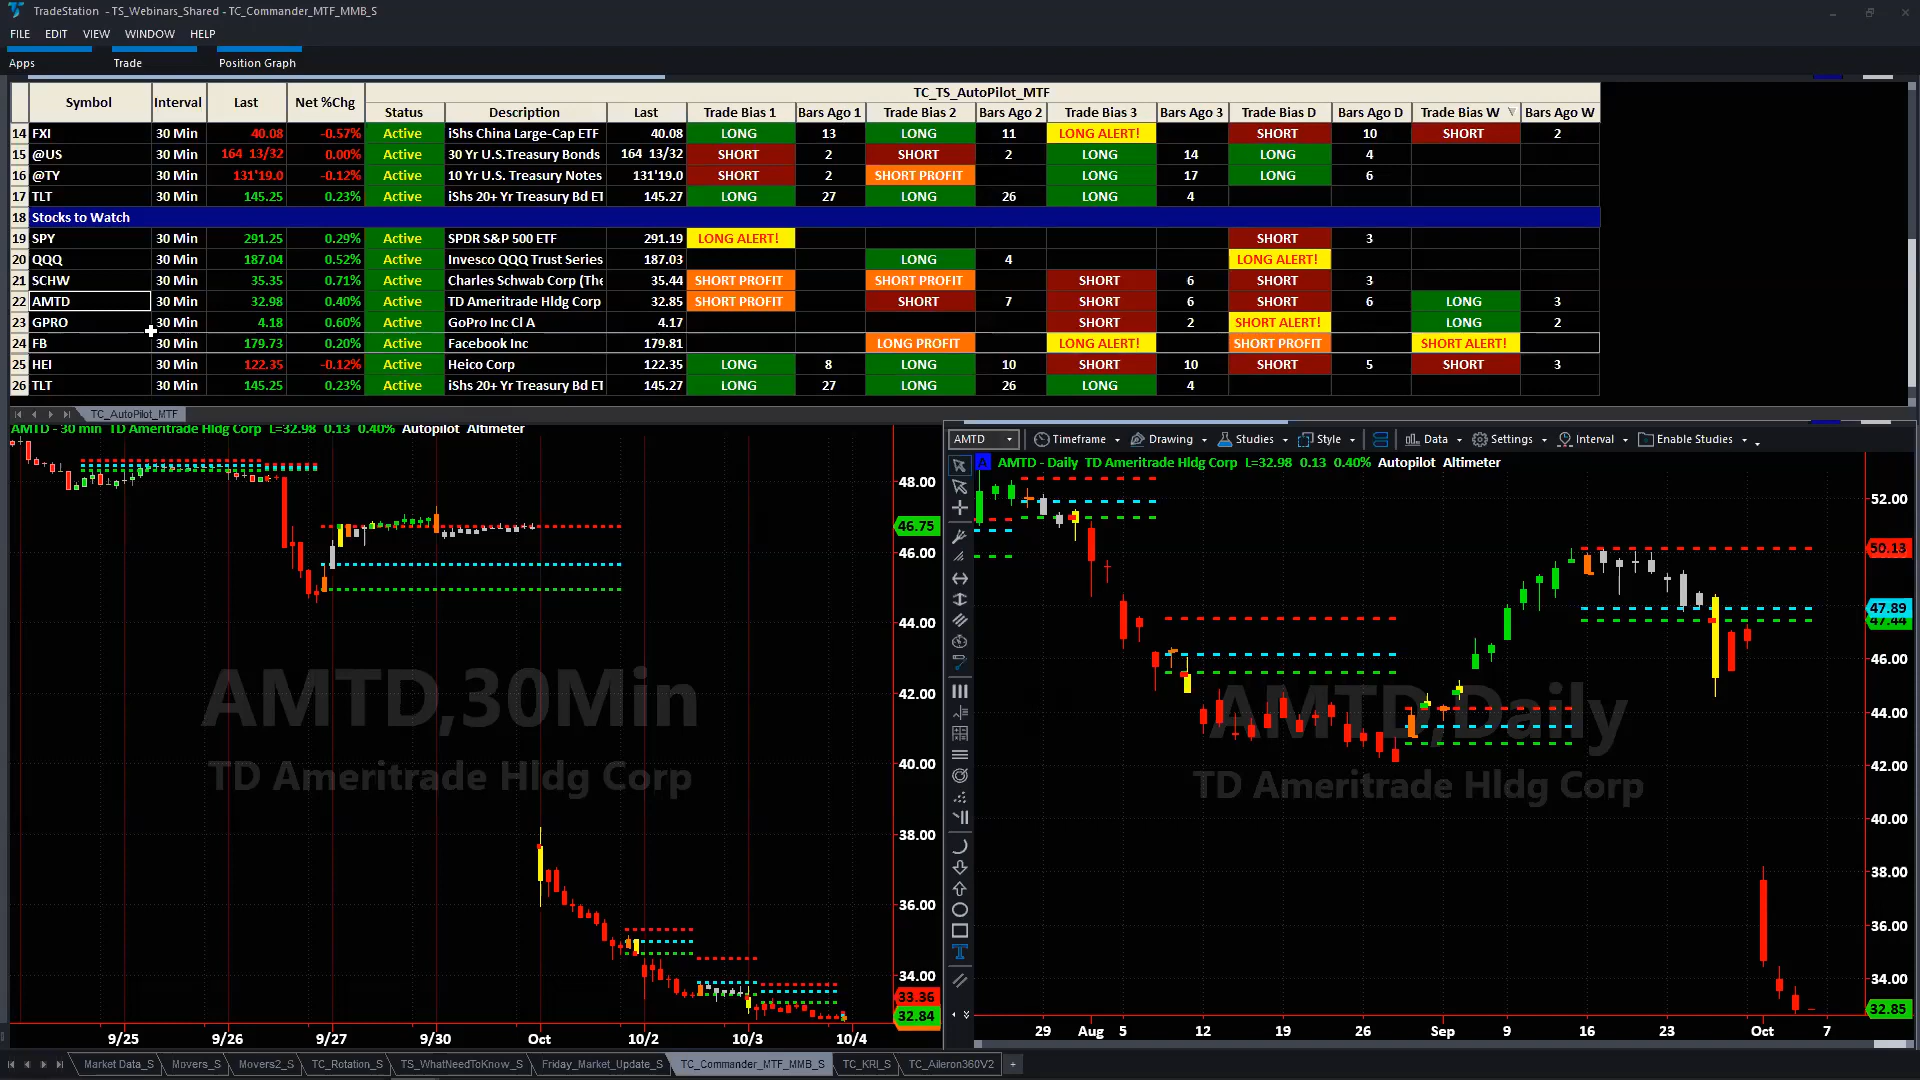 TradeStation - TS_Webinars_Shared - TC_Commander_MTF_MMB_S
FILE EDIT VIEW WINDOW HELP
Apps Trade Position Graph
TC_TS_AutoPilot_MTF
Symbol Interval Last Net %Chg Status Description Last Trade Bias 1 Bars Ago 1 Trade Bias 2 Bars Ago 2 Trade Bias 3 Bars Ago 3 Trade Bias D Bars Ago D Trade Bias W Bars Ago W
14 FXI 30 Min 40.08 -0.57% Active iShs China Large-Cap ETF 40.08 LONG 13 LONG 11 LONG ALERT! SHORT 10 SHORT 2
15 @US 30 Min 164 13/32 0.00% Active 30 Yr U.S.Treasury Bonds 164 13/32 SHORT 2 SHORT 2 LONG 14 LONG 4
16 @TY 30 Min 131'19.0 -0.12% Active 10 Yr U.S. Treasury Notes 131'19.0 SHORT 2 SHORT PROFIT LONG 17 LONG 6
17 TLT 30 Min 145.25 0.23% Active iShs 20+ Yr Treasury Bd ET 145.27 LONG 27 LONG 26 LONG 4
18 Stocks to Watch
19 SPY 30 Min 291.25 0.29% Active SPDR S&P 500 ETF 291.19 LONG ALERT! SHORT 3
20 QQQ 30 Min 187.04 0.52% Active Invesco QQQ Trust Series 187.03 LONG 4 LONG ALERT!
21 SCHW 30 Min 35.35 0.71% Active Charles Schwab Corp (The 35.44 SHORT PROFIT SHORT PROFIT SHORT 6 SHORT 3
22 AMTD 30 Min 32.98 0.40% Active TD Ameritrade Hldg Corp 32.85 SHORT PROFIT SHORT 7 SHORT 6 SHORT 6 LONG 3
23 GPRO 30 Min 4.18 0.60% Active GoPro Inc Cl A 4.17 SHORT 2 SHORT ALERT! LONG 2
24 FB 30 Min 179.73 0.20% Active Facebook Inc 179.81 LONG PROFIT LONG ALERT! SHORT PROFIT SHORT ALERT!
25 HEI 30 Min 122.35 -0.12% Active Heico Corp 122.35 LONG 8 LONG 10 SHORT 10 SHORT 5 SHORT 3
26 TLT 30 Min 145.25 0.23% Active iShs 20+ Yr Treasury Bd ET 145.27 LONG 27 LONG 26 LONG 4
TC_AutoPilot_MTF
AMTD - 30 min TD Ameritrade Hldg Corp L=32.98 0.13 0.40% Autopilot Altimeter
48.00
46.75
46.00
44.00
42.00
40.00
38.00
36.00
34.00
33.36
32.84
AMTD,30Min
TD Ameritrade Hldg Corp
9/25 9/26 9/27 9/30 Oct 10/2 10/3 10/4
AMTD Timeframe Drawing Studies Style Data Settings Interval Enable Studies
A AMTD - Daily TD Ameritrade Hldg Corp L=32.98 0.13 0.40% Autopilot Altimeter
52.00
50.13
47.89
47.44
46.00
44.00
42.00
40.00
38.00
36.00
34.00
32.85
AMTD,Daily
TD Ameritrade Hldg Corp
29 Aug 5 12 19 26 Sep 9 16 23 Oct 7
Market Data_S Movers_S Movers2_S TC_Rotation_S TS_WhatNeedToKnow_S Friday_Market_Update_S TC_Commander_MTF_MMB_S TC_KRI_S TC_Aileron360V2 +